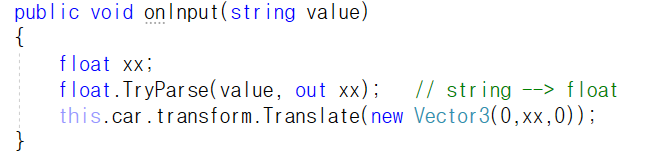 public void onInput(string value)
{
    float xx;
    float.TryParse(value, out xx);   // string --> float
    this.car.transform.Translate(new Vector3(0,xx,0));
}